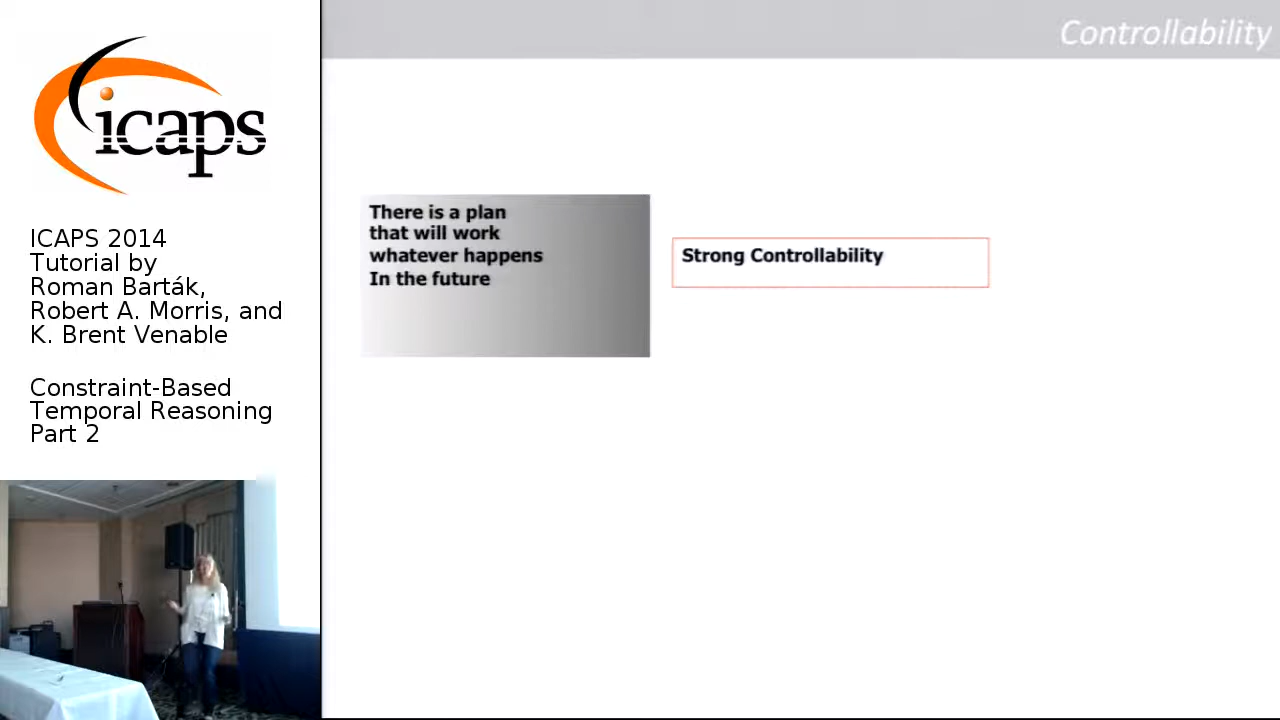 icaps
ICAPS 2014
Tutorial by
Roman Barták,
Robert A. Morris, and
K. Brent Venable
Constraint-Based
Temporal Reasoning
Part 2
Controllability
There is a plan
that will work
whatever happens
In the future
Strong Controllability